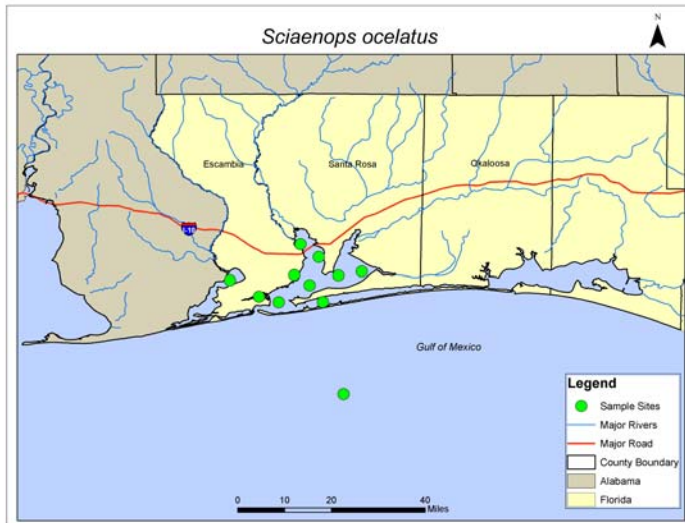 Sciaenops ocelatus
N
Escambia
Santa Rosa
Okaloosa
I-10
Gulf of Mexico
Legend
Sample Sites
Major Rivers
Major Road
County Boundary
Alabama
Florida
0 10 20 40
Miles